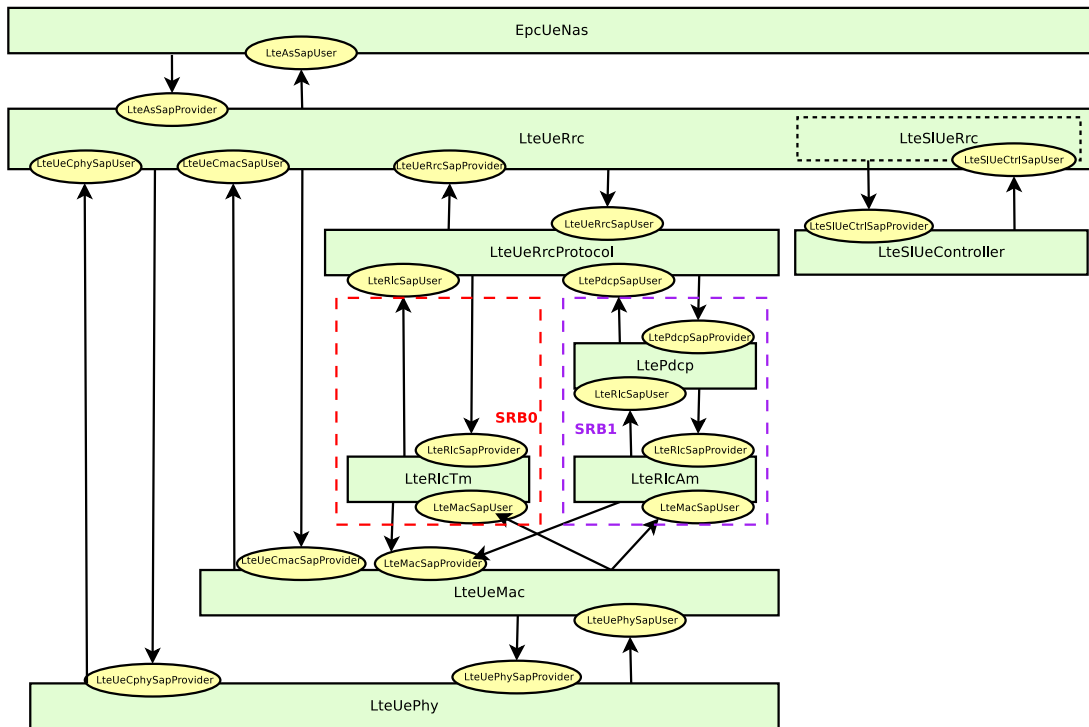 EpcUeNas
LteAsSapUser
LteAsSapProvider
LteUeRrc
LteSlUeRrc
LteUeCphySapUser
LteUeCmacSapUser
LteUeRrcSapProvider
LteSlUeCtrlSapUser
LteUeRrcSapUser
LteSlUeCtrlSapProvider
LteUeRrcProtocol
LteSlUeController
LteRlcSapUser
LtePdcpSapUser
LtePdcpSapProvider
LtePdcp
LteRlcSapUser
SRB0
SRB1
LteRlcSapProvider
LteRlcSapProvider
LteRlcTm
LteRlcAm
LteMacSapUser
LteMacSapUser
LteUeCmacSapProvider
LteMacSapProvider
LteUeMac
LteUePhySapUser
LteUeCphySapProvider
LteUePhySapProvider
LteUePhy